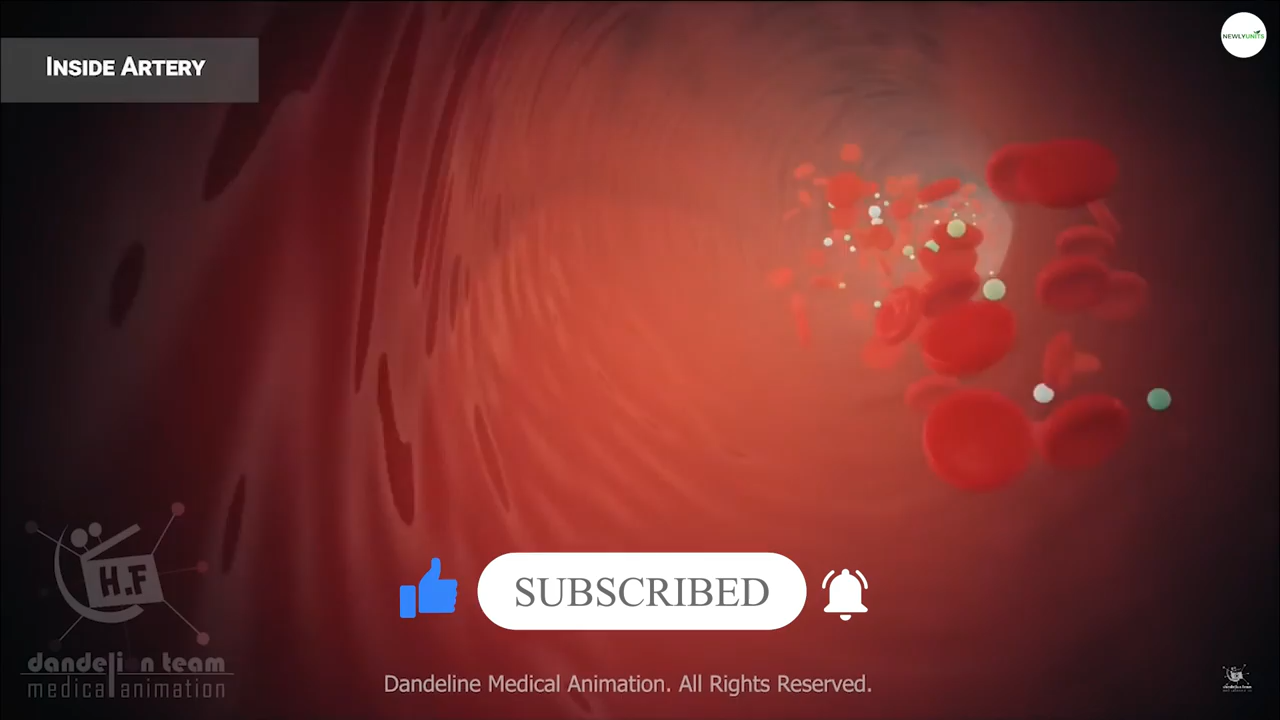 INSIDE ARTERY
NEWLYUNITS
H.F
SUBSCRIBED
dandelion team
medical animation
Dandeline Medical Animation. All Rights Reserved.